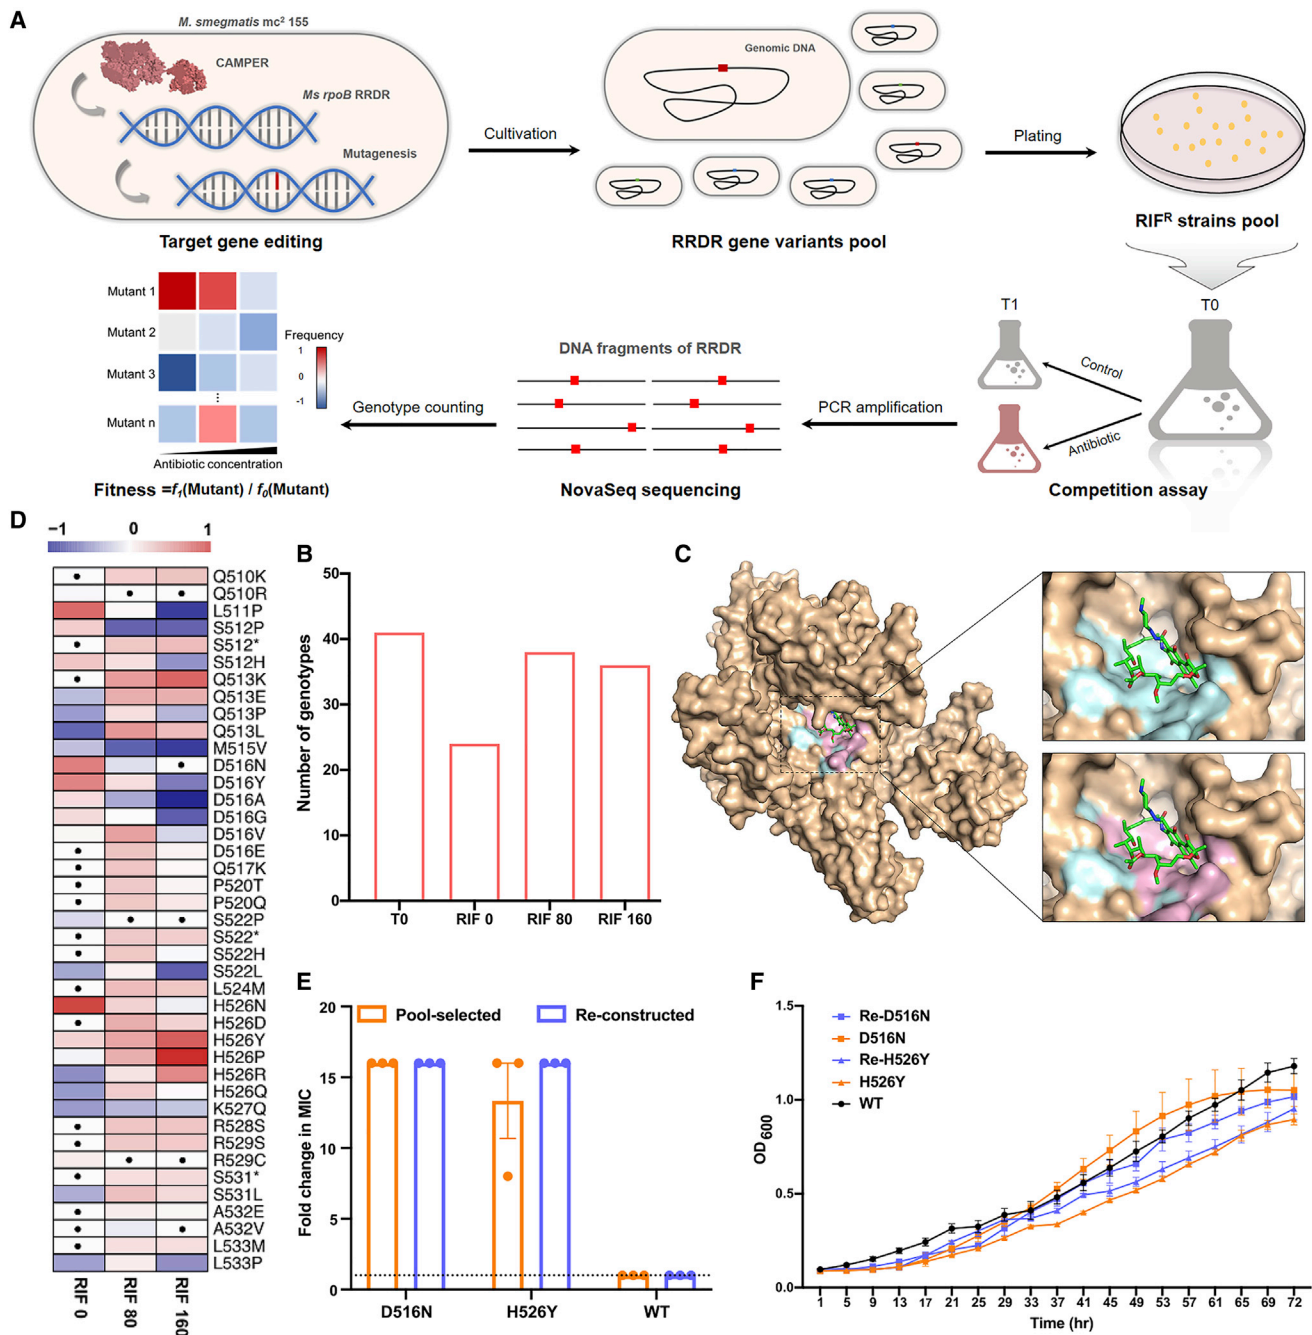 A
M. smegmatis mc² 155
CAMPER
Ms rpoB RRDR
Mutagenesis
Target gene editing
Cultivation
Genomic DNA
RRDR gene variants pool
Plating
RIFᴿ strains pool
T1
T0
Control
Antibiotic
Competition assay
PCR amplification
DNA fragments of RRDR
NovaSeq sequencing
Genotype counting
Mutant 1
Mutant 2
Mutant 3
⋮
Mutant n
Frequency
1
0
-1
Antibiotic concentration
Fitness =f₁(Mutant) / f₀(Mutant)
D
−1 0 1
Q510K
Q510R
L511P
S512P
S512*
S512H
Q513K
Q513E
Q513P
Q513L
M515V
D516N
D516Y
D516A
D516G
D516V
D516E
Q517K
P520T
P520Q
S522P
S522*
S522H
S522L
L524M
H526N
H526D
H526Y
H526P
H526R
H526Q
K527Q
R528S
R529S
R529C
S531*
S531L
A532E
A532V
L533M
L533P
RIF 0
RIF 80
RIF 160
B
Number of genotypes
50
40
30
20
10
0
T0 RIF 0 RIF 80 RIF 160
C
E
Pool-selected
Re-constructed
Fold change in MIC
20
15
10
5
0
D516N H526Y WT
F
Re-D516N
D516N
Re-H526Y
H526Y
WT
OD₆₀₀
1.5
1.0
0.5
0.0
1 5 9 13 17 21 25 29 33 37 41 45 49 53 57 61 65 69 72
Time (hr)